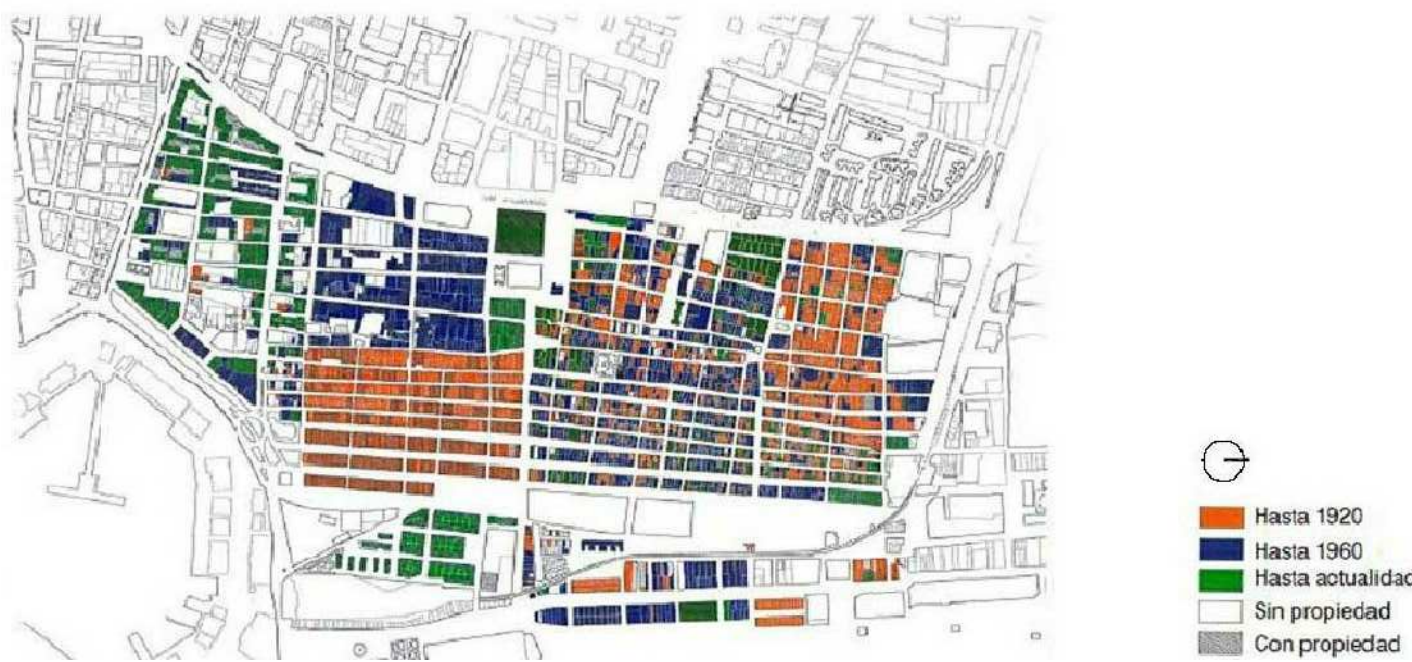 Hasta 1920
Hasta 1960
Hasta actualidad
Sin propiedad
Con propiedad